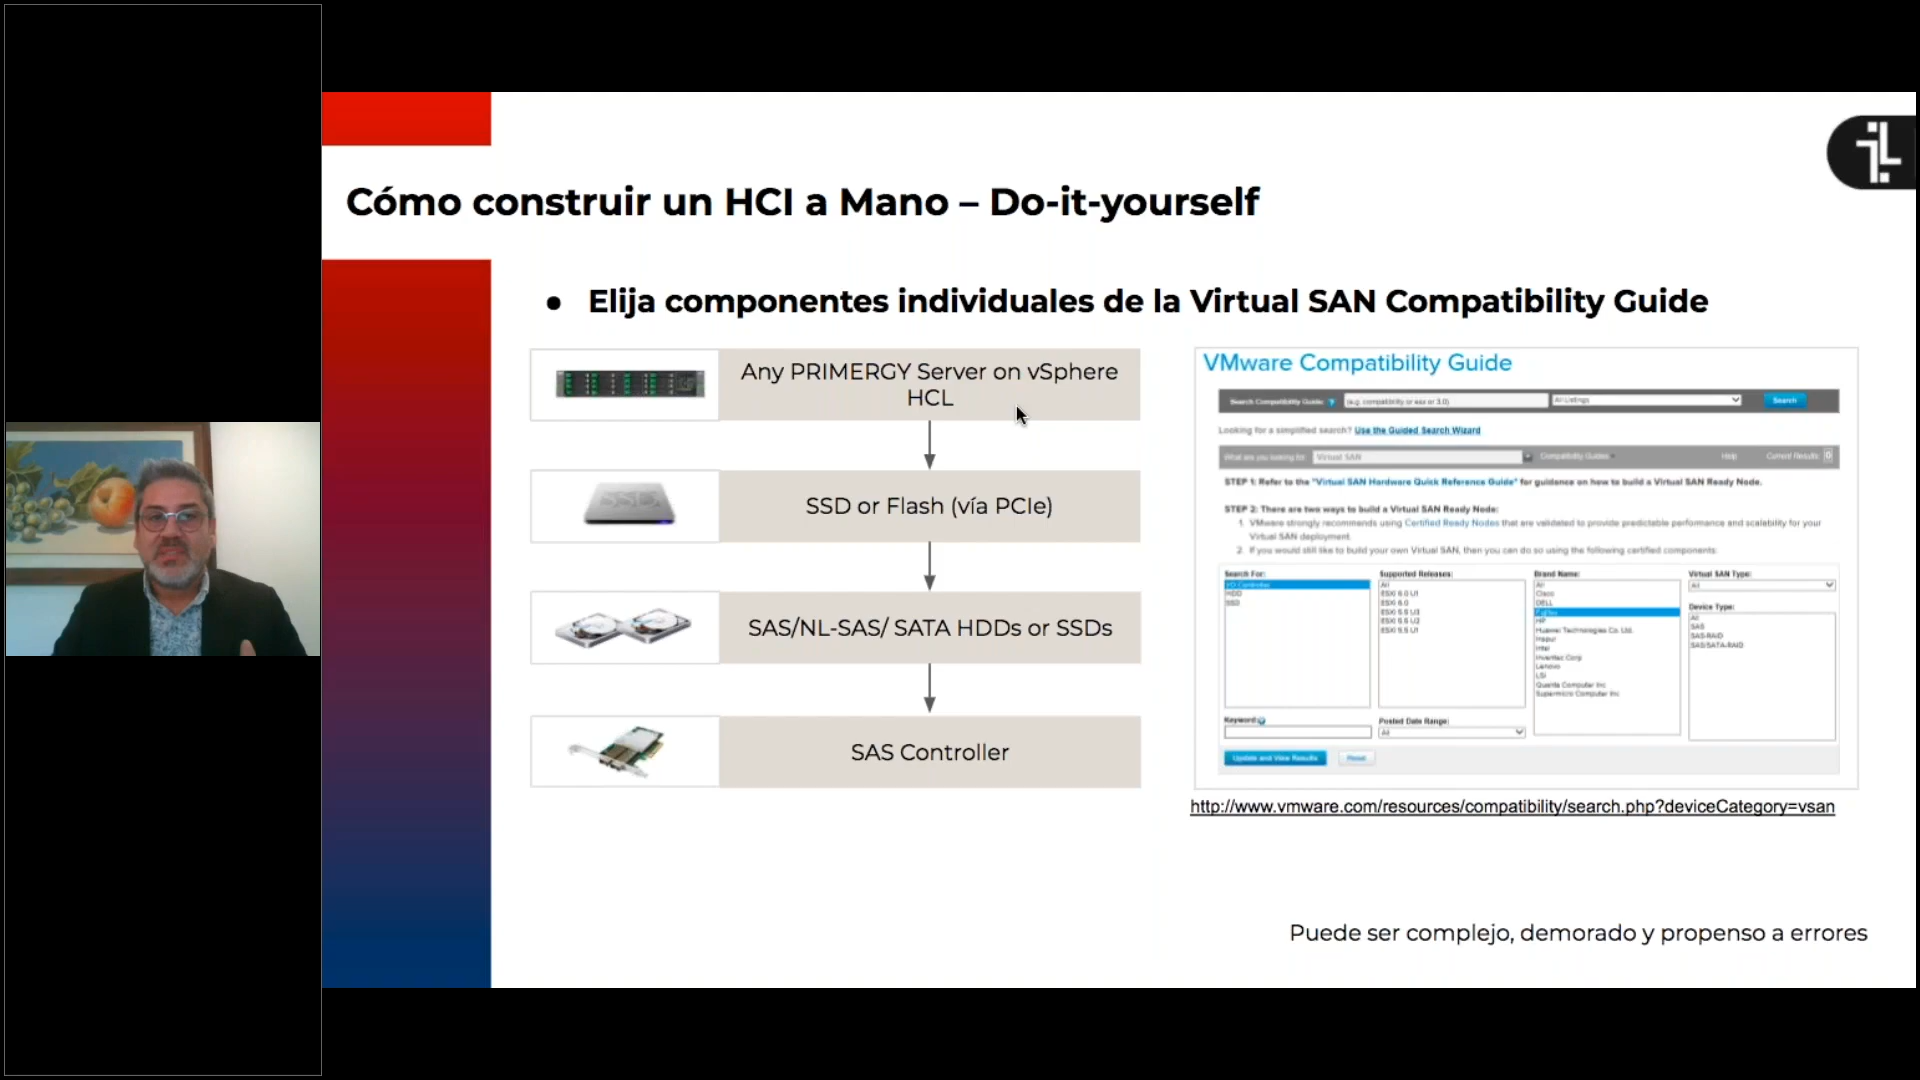 Cómo construir un HCI a Mano – Do-it-yourself
● Elija componentes individuales de la Virtual SAN Compatibility Guide
Any PRIMERGY Server on vSphere
HCL
SSD
SSD or Flash (vía PCIe)
SAS/NL-SAS/ SATA HDDs or SSDs
SAS Controller
VMware Compatibility Guide
Search Compatibility Guide: ? (e.g. compatibility or esx or 3.0) All Listings Search
Looking for a simplified search? Use the Guided Search Wizard
What are you looking for: Virtual SAN Compatibility Guides Help Current Results: 0
STEP 1: Refer to the "Virtual SAN Hardware Quick Reference Guide" for guidance on how to build a Virtual SAN Ready Node.
STEP 2: There are two ways to build a Virtual SAN Ready Node:
1. VMware strongly recommends using Certified Ready Nodes that are validated to provide predictable performance and scalability for your
Virtual SAN deployment.
2. If you would still like to build your own Virtual SAN, then you can do so using the following certified components:
Search For:
I/O Controller
HDD
SSD
Supported Releases:
All
ESXi 6.0 U1
ESXi 6.0
ESXi 5.5 U3
ESXi 5.5 U2
ESXi 5.5 U1
Brand Name:
All
Cisco
DELL
Fujitsu
HP
Huawei Technologies Co. Ltd.
Inspur
Intel
Inventec Corp
Lenovo
LSI
Quanta Computer Inc
Supermicro Computer Inc
Virtual SAN Type:
All
Device Type:
All
SAS
SAS-RAID
SAS/SATA-RAID
Keyword:
Posted Date Range:
All
Update and View Results Reset
http://www.vmware.com/resources/compatibility/search.php?deviceCategory=vsan
Puede ser complejo, demorado y propenso a errores